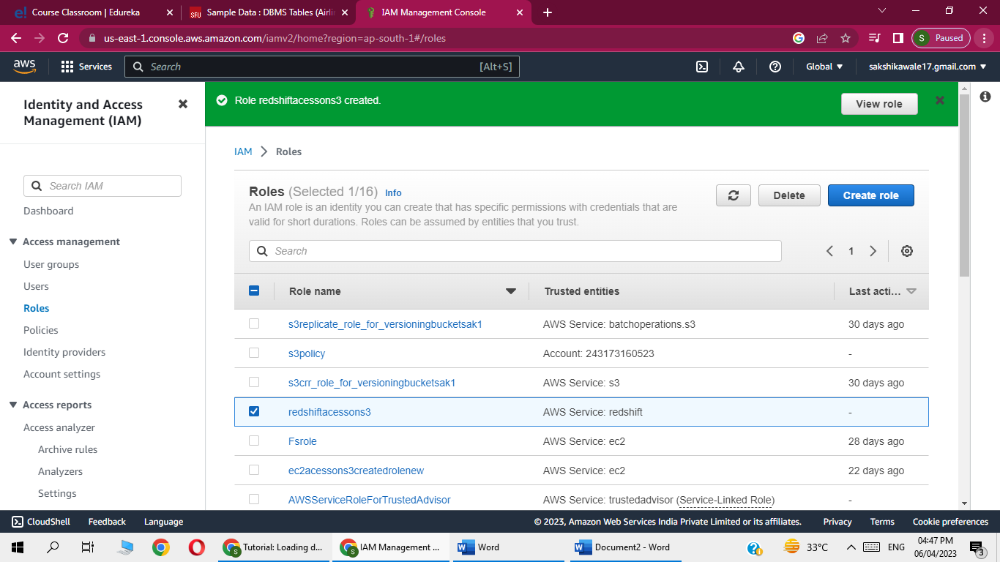 Course Classroom | Edureka
SFU
Sample Data : DBMS Tables (Airli
IAM Management Console
us-east-1.console.aws.amazon.com/iamv2/home?region=ap-south-1#/roles
S Paused
aws
Services
Search [Alt+S]
Global
sakshikawale17.gmail.com
Identity and Access
Management (IAM)
Search IAM
Dashboard
Access management
User groups
Users
Roles
Policies
Identity providers
Account settings
Access reports
Access analyzer
Archive rules
Analyzers
Settings
Role redshiftacessons3 created.
View role
IAM > Roles
Roles (Selected 1/16) Info
An IAM role is an identity you can create that has specific permissions with credentials that are
valid for short durations. Roles can be assumed by entities that you trust.
Delete
Create role
Search
1
Role name Trusted entities Last acti...
s3replicate_role_for_versioningbucketsak1 AWS Service: batchoperations.s3 30 days ago
s3policy Account: 243173160523 -
s3crr_role_for_versioningbucketsak1 AWS Service: s3 30 days ago
redshiftacessons3 AWS Service: redshift -
Fsrole AWS Service: ec2 28 days ago
ec2acessons3createdrolenew AWS Service: ec2 22 days ago
AWSServiceRoleForTrustedAdvisor AWS Service: trustedadvisor (Service-Linked Role) -
CloudShell Feedback Language © 2023, Amazon Web Services India Private Limited or its affiliates. Privacy Terms Cookie preferences
Tutorial: Loading d...
IAM Management ...
Word
Document2 - Word
33°C
ENG
04:47 PM
06/04/2023
3